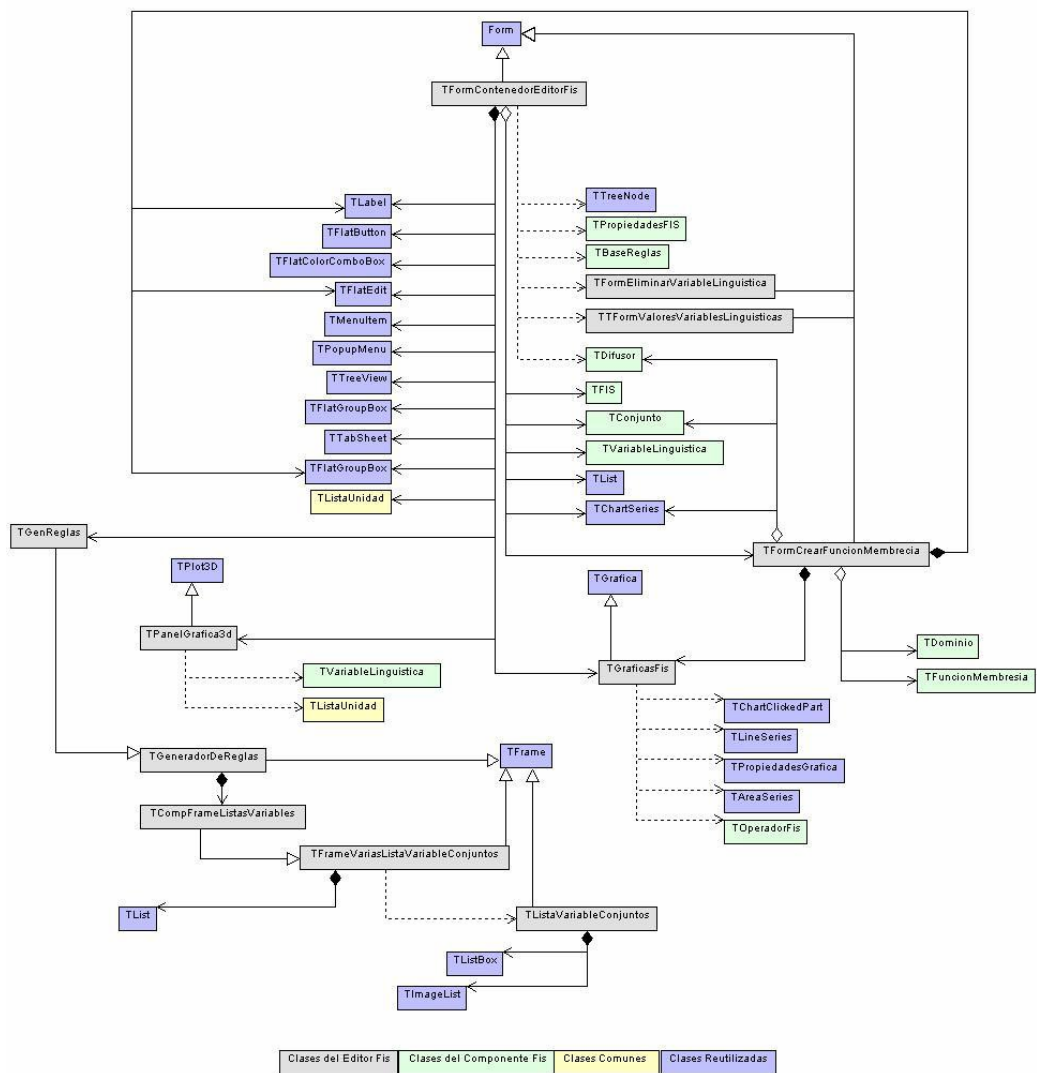 Form
TFormContenedorEditorFis
TLabel
TFlatButton
TFlatColorComboBox
TFlatEdit
TMenuItem
TPopupMenu
TTreeView
TFlatGroupBox
TTabSheet
TFlatGroupBox
TListaUnidad
TTreeNode
TPropiedadesFIS
TBaseReglas
TFormEliminarVariableLinguistica
TTFormValoresVariablesLinguisticas
TDifusor
TFIS
TConjunto
TVariableLinguistica
TList
TChartSeries
TGenReglas
TFormCrearFuncionMembrecia
TPlot3D
TGrafica
TPanelGrafica3d
TGraficasFis
TDominio
TFuncionMembresia
TVariableLinguistica
TListaUnidad
TChartClickedPart
TLineSeries
TPropiedadesGrafica
TAreaSeries
TOperadorFis
TGeneradorDeReglas
TFrame
TCompFrameListasVariables
TFrameVariasListaVariableConjuntos
TList
TListaVariableConjuntos
TListBox
TImageList
Clases del Editor Fis
Clases del Componente Fis
Clases Comunes
Clases Reutilizadas